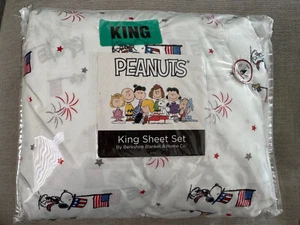 KING
PEANUTS
King Sheet Set
By Berkshire Blanket & Home Co.